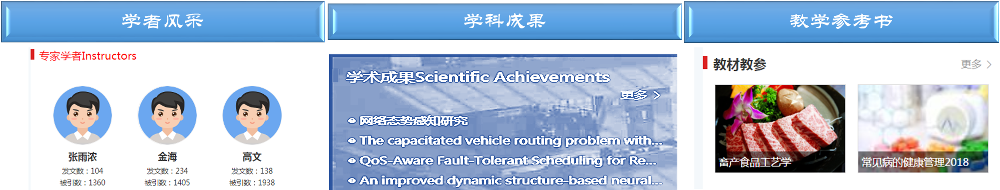 学者风采
专家学者Instructors
张雨浓
发文数：104
被引数：1360
金海
发文数：234
被引数：1405
高文
发文数：138
被引数：1938
学科成果
学术成果Scientific Achievements
更多 >
网络态势感知研究
The capacitated vehicle routing problem with...
QoS-Aware Fault-Tolerant Scheduling for Re...
An improved dynamic structure-based neural...
教学参考书
教材教参
更多 >
畜产食品工艺学
常见病的健康管理2018